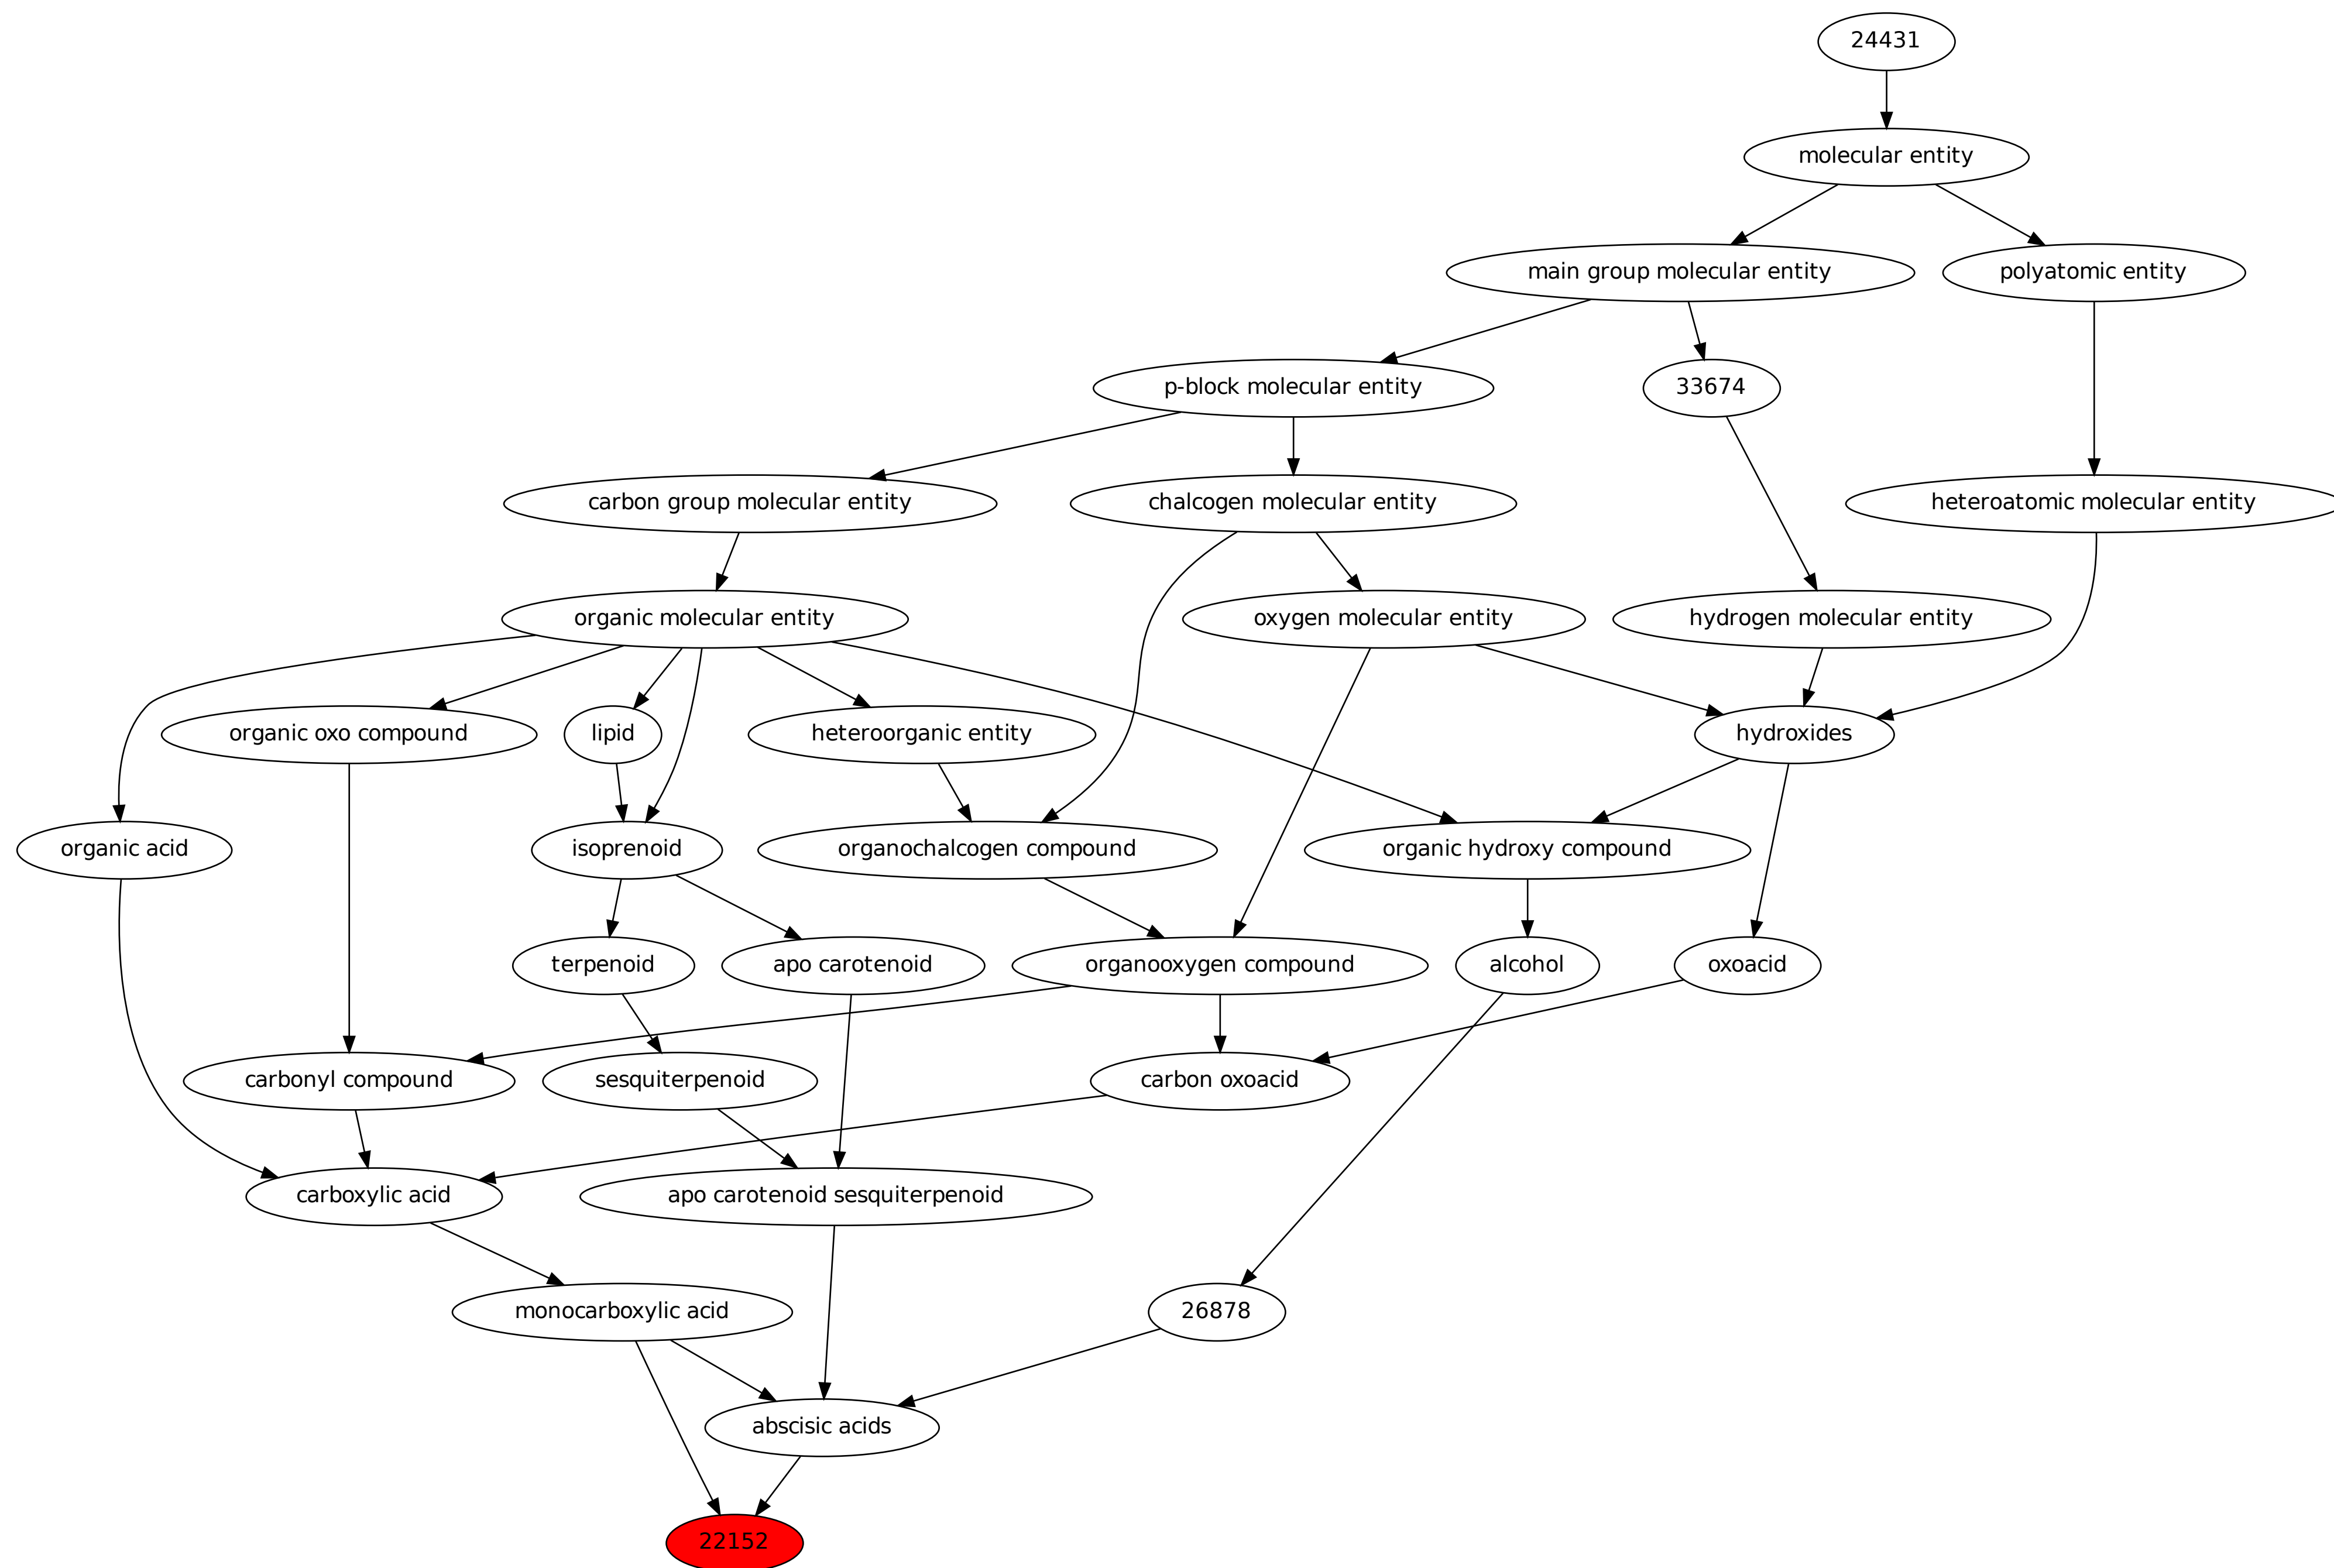 24431
molecular entity
main group molecular entity
polyatomic entity
p-block molecular entity
33674
carbon group molecular entity
chalcogen molecular entity
heteroatomic molecular entity
organic molecular entity
oxygen molecular entity
hydrogen molecular entity
organic oxo compound
lipid
heteroorganic entity
hydroxides
organic acid
isoprenoid
organochalcogen compound
organic hydroxy compound
terpenoid
apo carotenoid
organooxygen compound
alcohol
oxoacid
carbonyl compound
sesquiterpenoid
carbon oxoacid
carboxylic acid
apo carotenoid sesquiterpenoid
monocarboxylic acid
26878
abscisic acids
22152